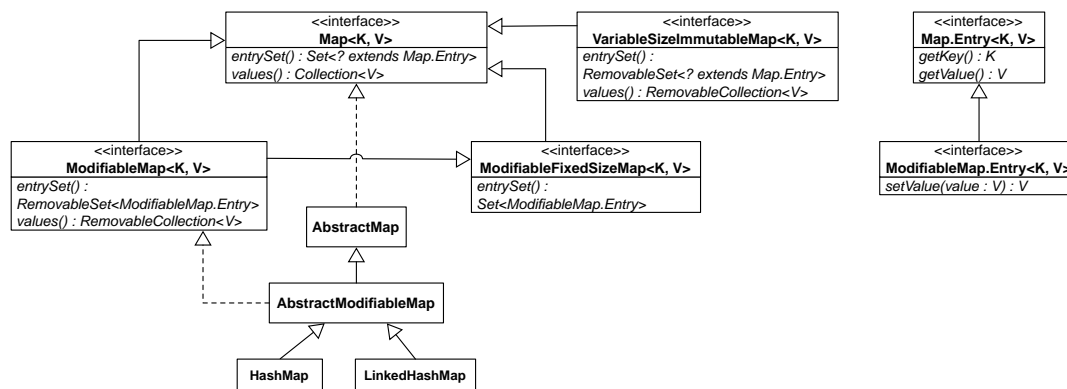 <<interface>>
Map<K, V>
entrySet() : Set<? extends Map.Entry>
values() : Collection<V>
<<interface>>
VariableSizeImmutableMap<K, V>
entrySet() :
RemovableSet<? extends Map.Entry>
values() : RemovableCollection<V>
<<interface>>
Map.Entry<K, V>
getKey() : K
getValue() : V
<<interface>>
ModifiableMap<K, V>
entrySet() :
RemovableSet<ModifiableMap.Entry>
values() : RemovableCollection<V>
<<interface>>
ModifiableFixedSizeMap<K, V>
entrySet() :
Set<ModifiableMap.Entry>
<<interface>>
ModifiableMap.Entry<K, V>
setValue(value : V) : V
AbstractMap
AbstractModifiableMap
HashMap
LinkedHashMap